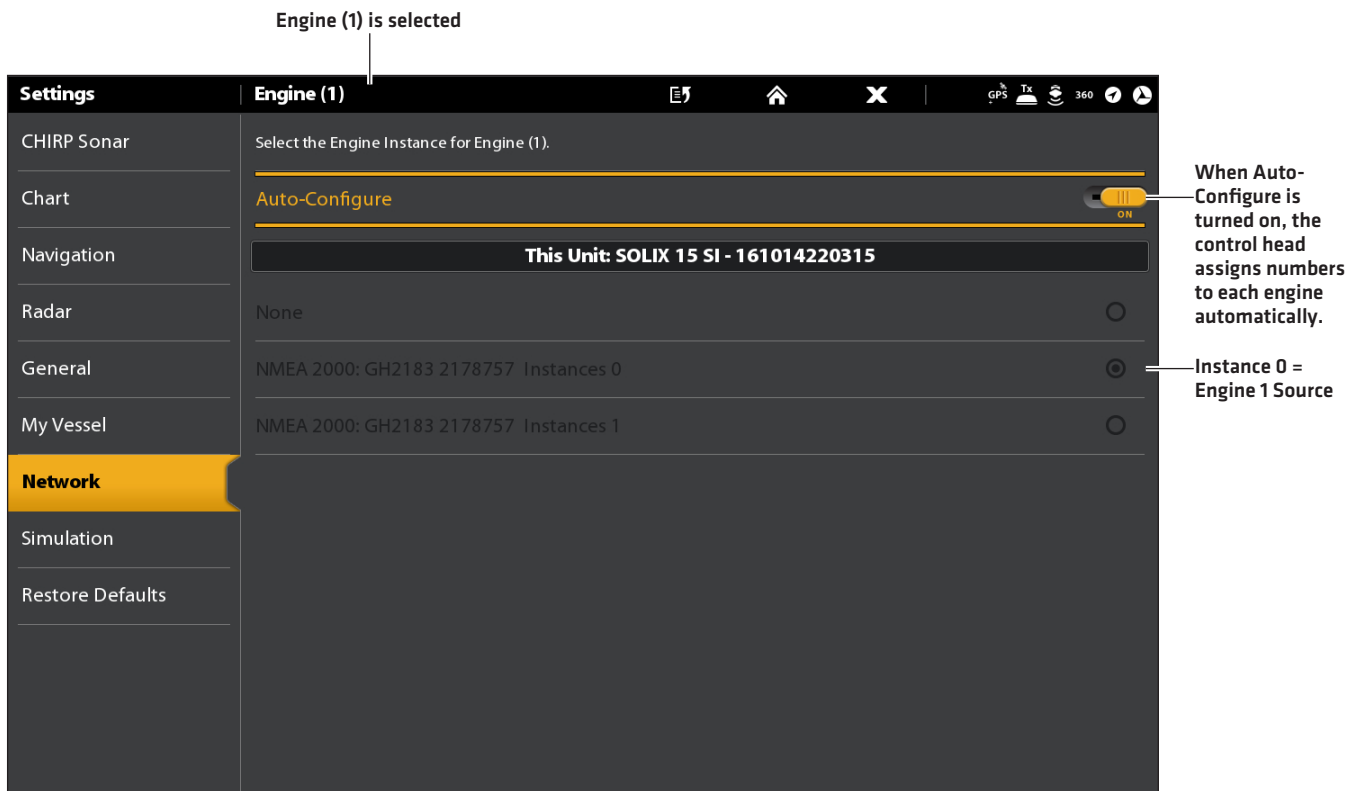 Engine (1) is selected
Settings
Engine (1)
GPS
Tx
360
CHIRP Sonar
Chart
Navigation
Radar
General
My Vessel
Network
Simulation
Restore Defaults
Select the Engine Instance for Engine (1).
Auto-Configure
ON
This Unit: SOLIX 15 SI - 161014220315
None
NMEA 2000: GH2183 2178757 Instances 0
NMEA 2000: GH2183 2178757 Instances 1
When Auto-
Configure is
turned on, the
control head
assigns numbers
to each engine
automatically.
Instance 0 =
Engine 1 Source